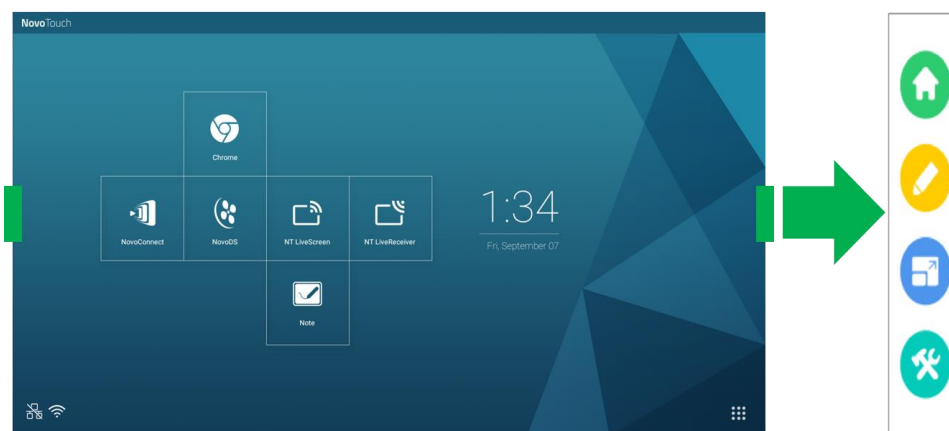 NovoTouch
Chrome
NovoConnect
NovoDS
NT LiveScreen
NT LiveReceiver
1:34
Fri, September 07
Note